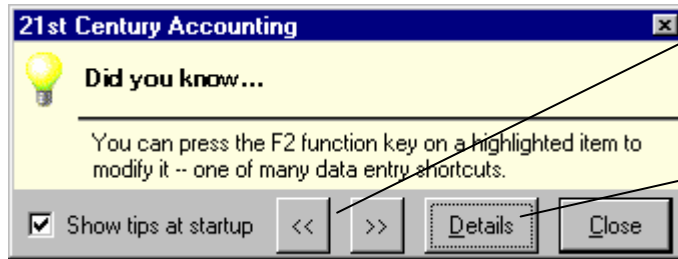 21st Century Accounting
Did you know...
You can press the F2 function key on a highlighted item to
modify it -- one of many data entry shortcuts.
Show tips at startup << >> Details Close